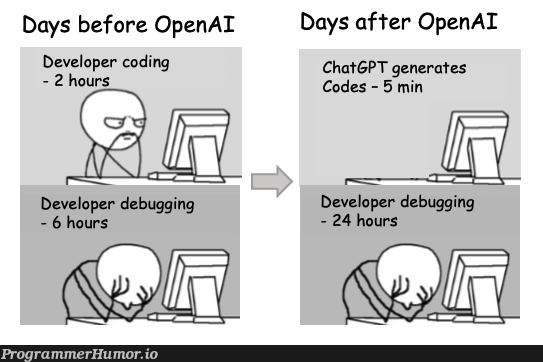 Days before OpenAI
Developer coding
- 2 hours
Developer debugging
- 6 hours
Days after OpenAI
ChatGPT generates
Codes – 5 min
Developer debugging
- 24 hours
ProgrammerHumor.io